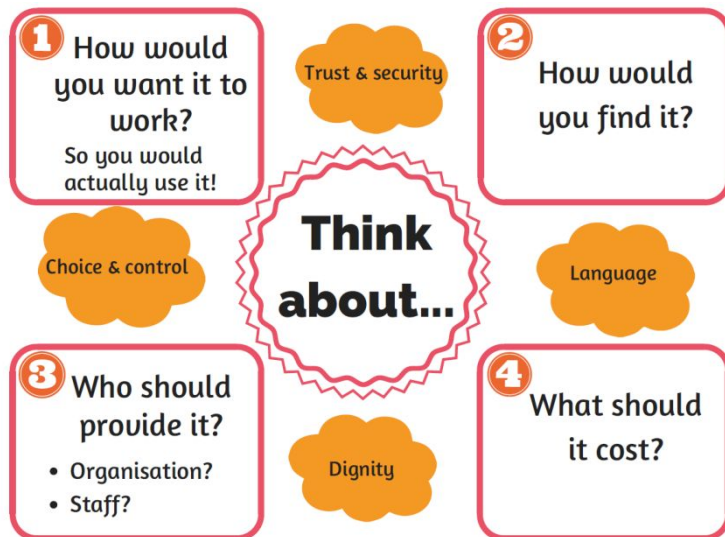 1
How would
you want it to
work?
So you would
actually use it!
Trust & security
2
How would
you find it?
Choice & control
Think
about...
Language
3
Who should
provide it?
• Organisation?
• Staff?
Dignity
4
What should
it cost?